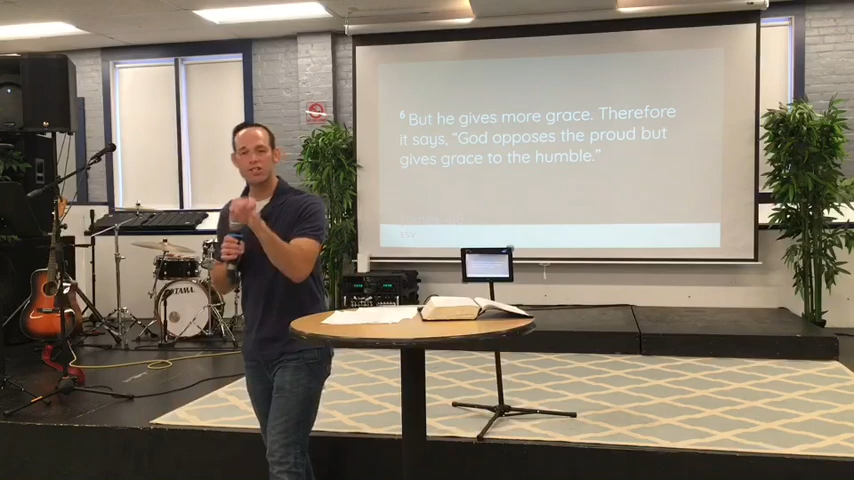 6 But he gives more grace. Therefore
it says, “God opposes the proud but
gives grace to the humble.”
ESV
TAMA